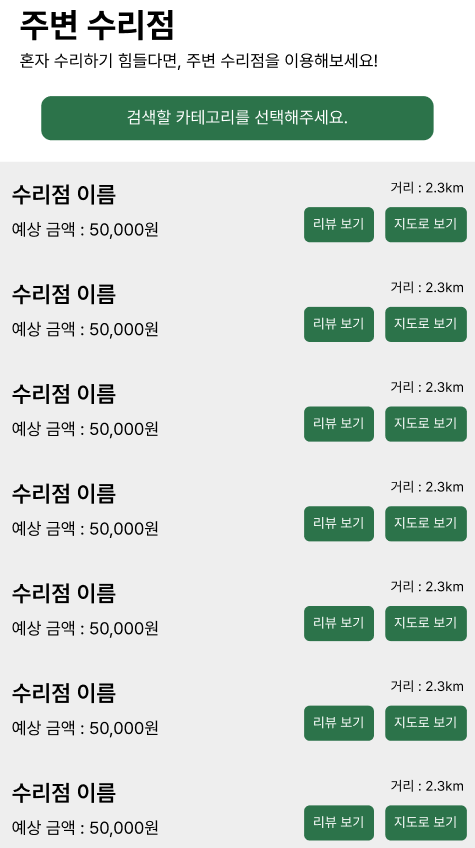 주변 수리점
혼자 수리하기 힘들다면, 주변 수리점을 이용해보세요!
검색할 카테고리를 선택해주세요.
수리점 이름
거리 : 2.3km
예상 금액 : 50,000원
리뷰 보기
지도로 보기
수리점 이름
거리 : 2.3km
예상 금액 : 50,000원
리뷰 보기
지도로 보기
수리점 이름
거리 : 2.3km
예상 금액 : 50,000원
리뷰 보기
지도로 보기
수리점 이름
거리 : 2.3km
예상 금액 : 50,000원
리뷰 보기
지도로 보기
수리점 이름
거리 : 2.3km
예상 금액 : 50,000원
리뷰 보기
지도로 보기
수리점 이름
거리 : 2.3km
예상 금액 : 50,000원
리뷰 보기
지도로 보기
수리점 이름
거리 : 2.3km
예상 금액 : 50,000원
리뷰 보기
지도로 보기